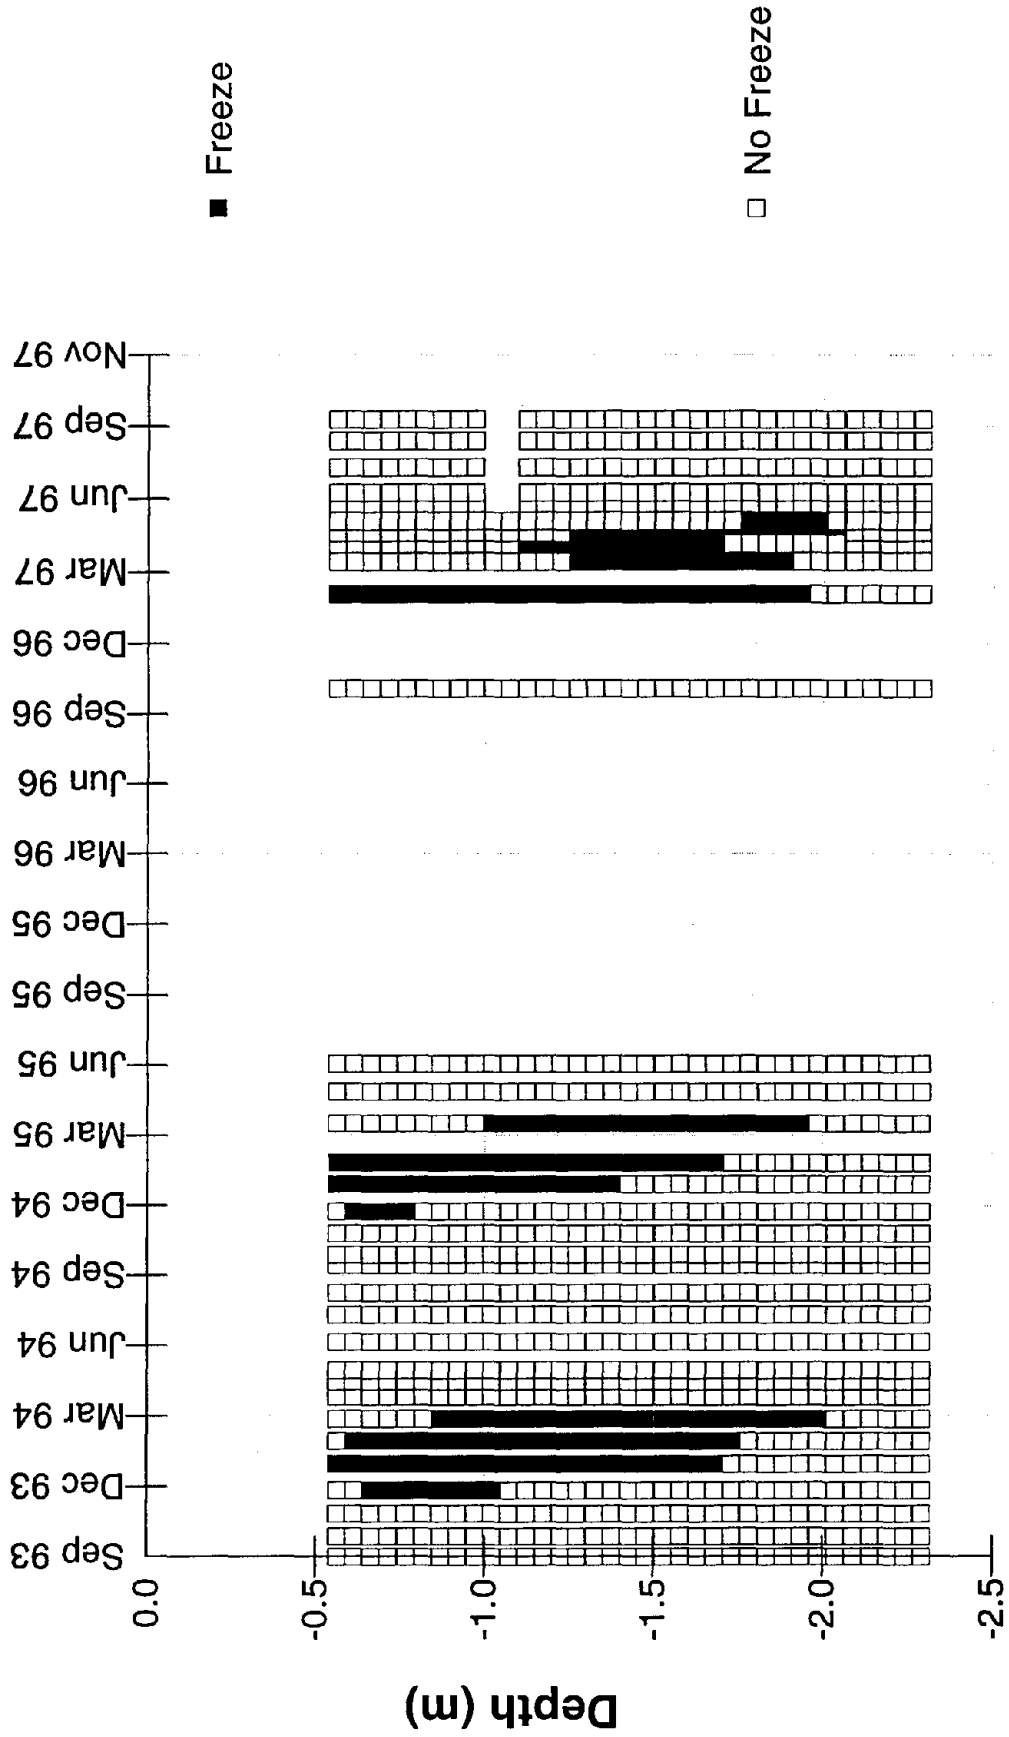 Depth (m)
0.0
-0.5
-1.0
-1.5
-2.0
-2.5
Sep 93
Dec 93
Mar 94
Jun 94
Sep 94
Dec 94
Mar 95
Jun 95
Sep 95
Dec 95
Mar 96
Jun 96
Sep 96
Dec 96
Mar 97
Jun 97
Sep 97
Nov 97
Freeze
No Freeze